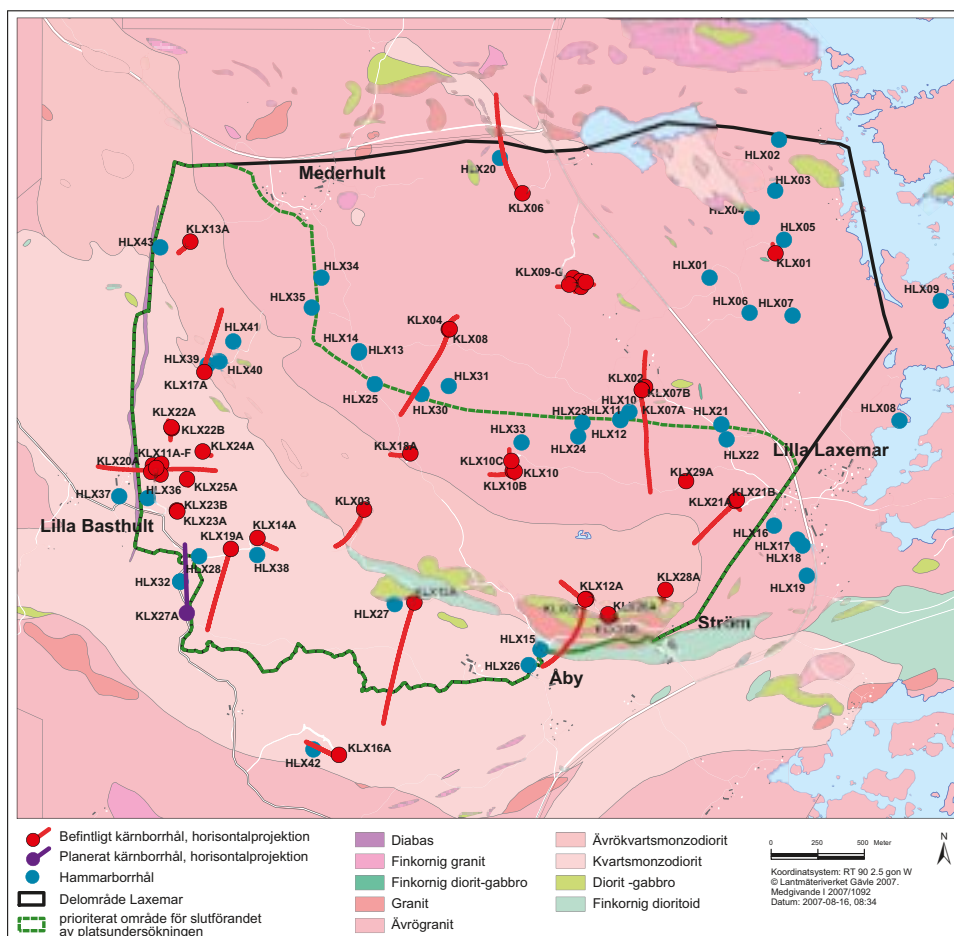 HLX02
Mederhult
HLX20
HLX03
KLX06
HLX04
HLX05
KLX13A
HLX43
KLX01
HLX34
KLX09-G
HLX01
HLX09
HLX35
HLX06
HLX07
KLX04
HLX41
HLX14
HLX13
KLX08
HLX39
HLX40
KLX17A
HLX31
KLX02
KLX07B
HLX25
HLX30
HLX10
HLX23
HLX11
KLX07A
HLX21
HLX08
KLX22A
KLX22B
HLX33
HLX12
HLX24
HLX22
KLX24A
KLX18A
Lilla Laxemar
KLX20A
KLX11A-F
KLX10C
KLX10
KLX29A
KLX25A
KLX10B
HLX37
HLX36
KLX21A
KLX21B
KLX03
KLX23B
Lilla Basthult
KLX23A
KLX14A
HLX16
HLX17
KLX19A
HLX18
HLX28
HLX38
HLX32
KLX12A
KLX28A
HLX19
KLX27A
HLX27
KLX26A
Ström
HLX15
HLX26
Åby
KLX16A
HLX42
Befintligt kärnborrhål, horisontalprojektion
Planerat kärnborrhål, horisontalprojektion
Hammarborrhål
Delområde Laxemar
prioriterat område för slutförandet
av platsundersökningen
Diabas
Finkornig granit
Finkornig diorit-gabbro
Granit
Ävrögranit
Ävrökvartsmonzodiorit
Kvartsmonzodiorit
Diorit -gabbro
Finkornig dioritoid
N
0 250 500 Meter
Koordinatsystem: RT 90 2.5 gon W
© Lantmäteriverket Gävle 2007.
Medgivande I 2007/1092
Datum: 2007-08-16, 08:34